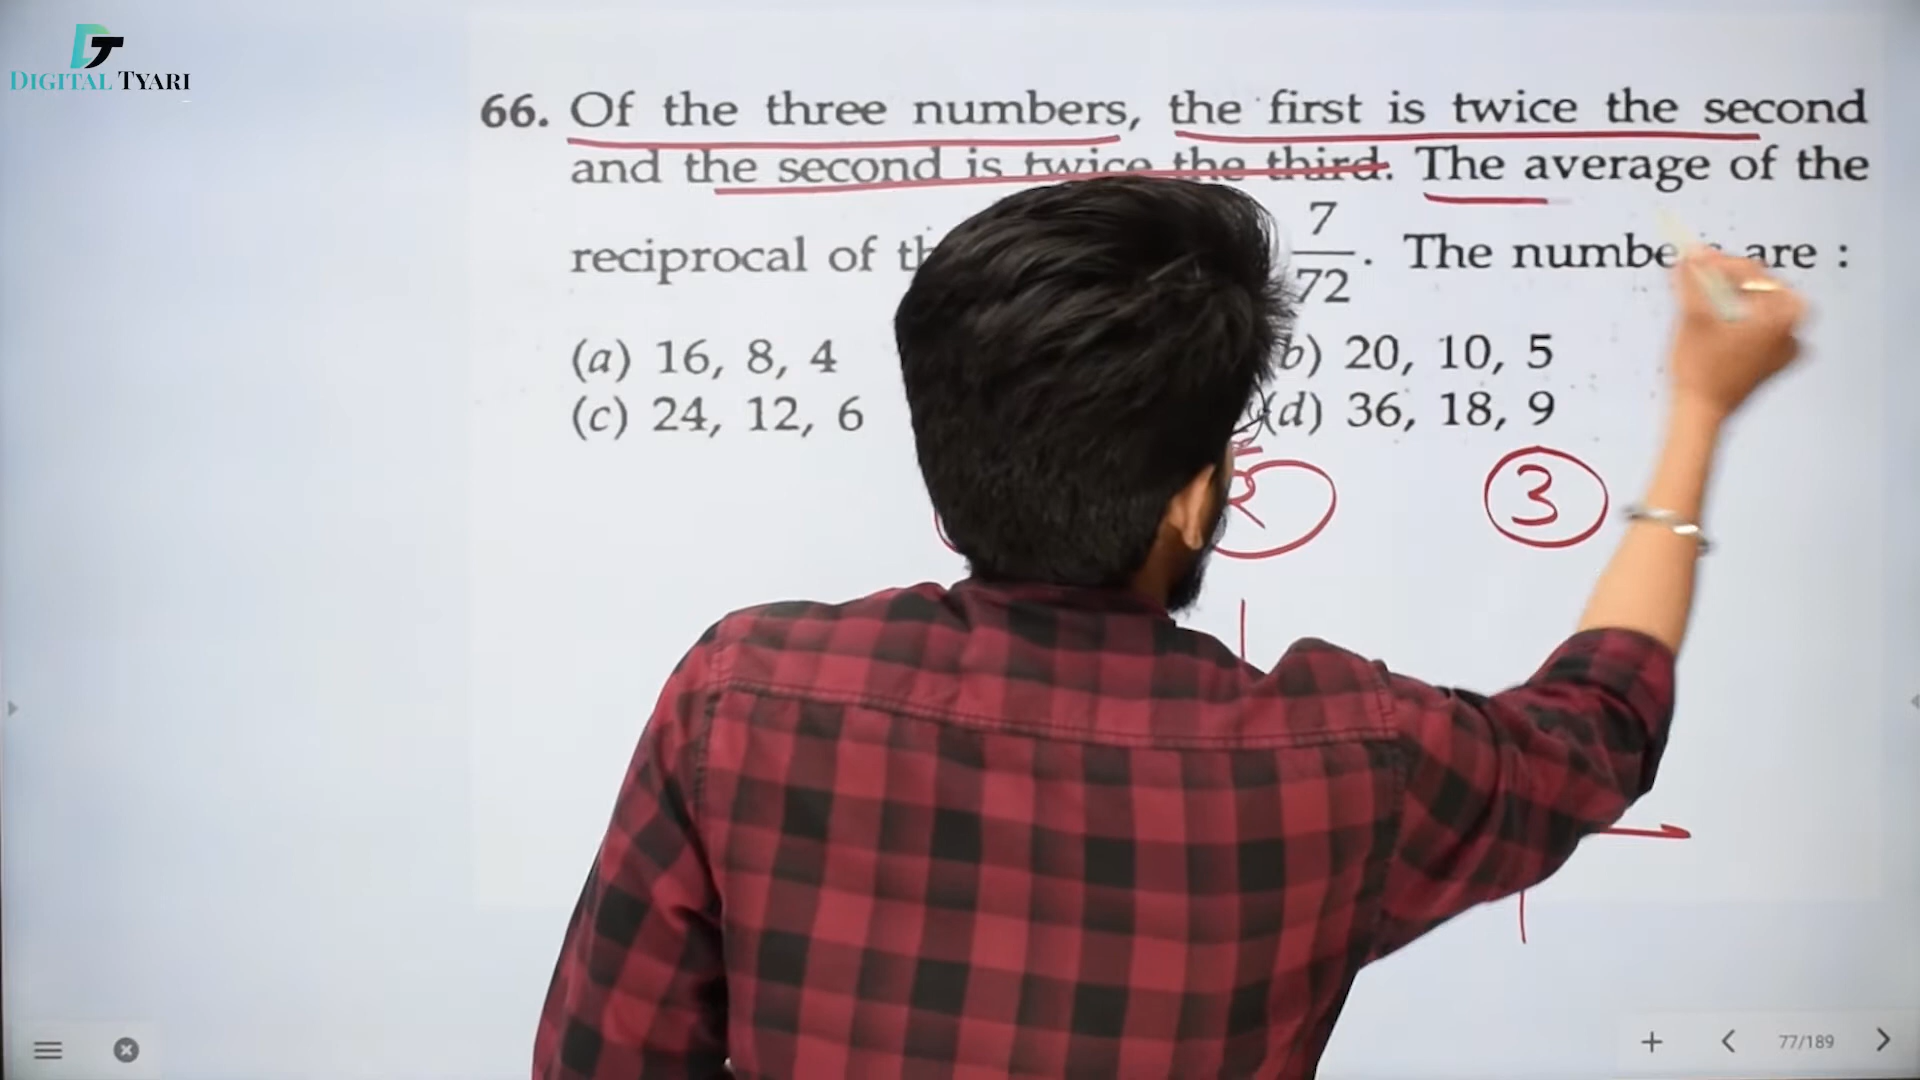 DIGITAL TYARI
66. Of the three numbers, the first is twice the second
and the second is twice the third. The average of the
reciprocal of 7/72. The are :
(a) 16, 8, 4 b) 20, 10, 5
(c) 24, 12, 6 (d) 36, 18, 9
3
77/189